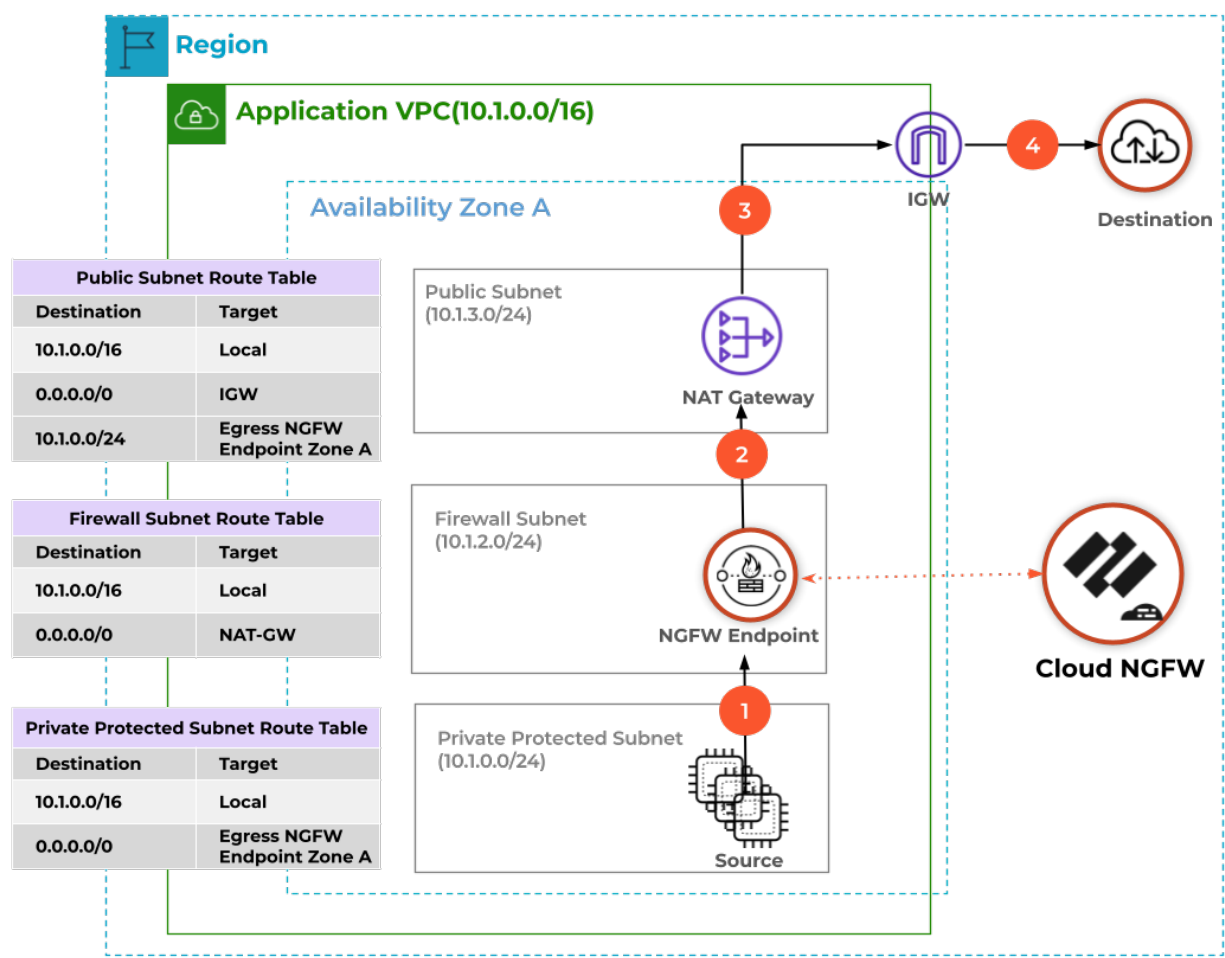 Region
Application VPC(10.1.0.0/16)
Availability Zone A
4
IGW
Destination
3
Public Subnet
(10.1.3.0/24)
NAT Gateway
2
Firewall Subnet
(10.1.2.0/24)
NGFW Endpoint
Cloud NGFW
1
Private Protected Subnet
(10.1.0.0/24)
Source
Public Subnet Route Table
Destination Target
10.1.0.0/16 Local
0.0.0.0/0 IGW
10.1.0.0/24 Egress NGFW
Endpoint Zone A
Firewall Subnet Route Table
Destination Target
10.1.0.0/16 Local
0.0.0.0/0 NAT-GW
Private Protected Subnet Route Table
Destination Target
10.1.0.0/16 Local
0.0.0.0/0 Egress NGFW
Endpoint Zone A